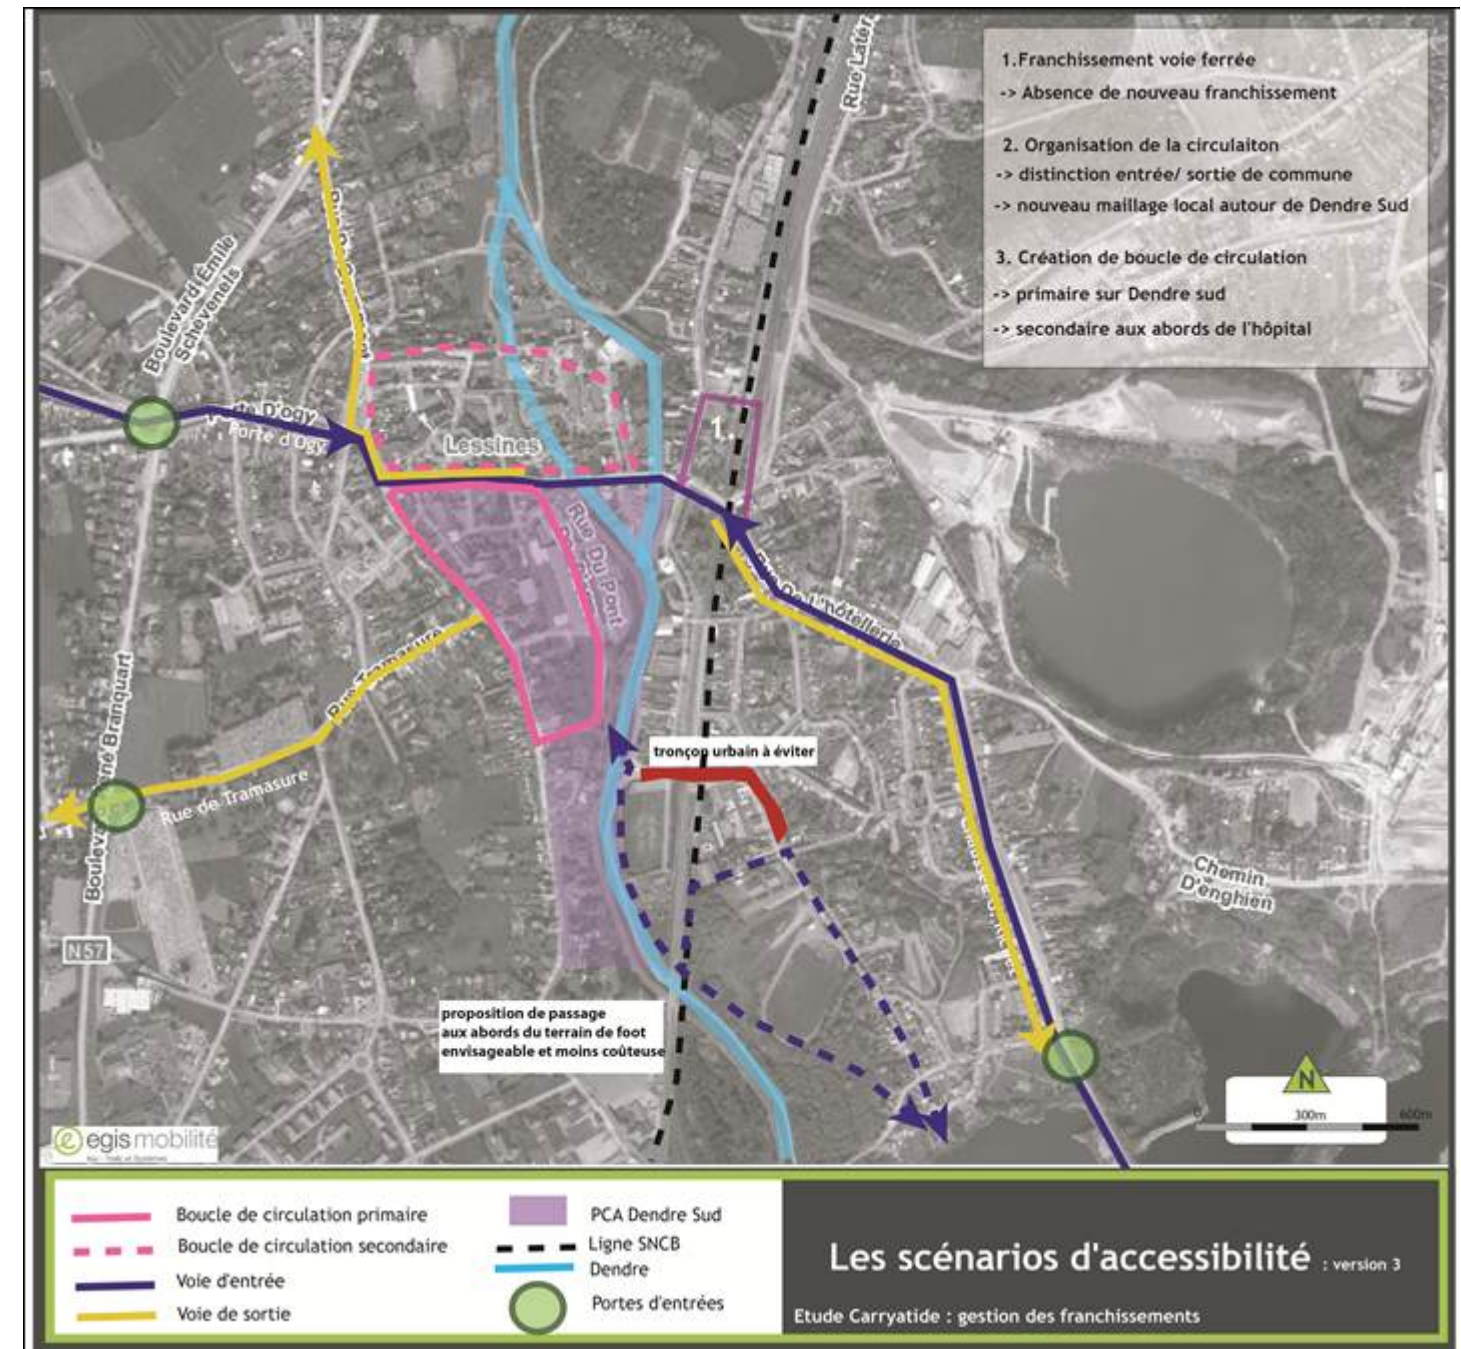 Rue Latér
1.Franchissement voie ferrée
-> Absence de nouveau franchissement
2. Organisation de la circulaiton
-> distinction entrée/ sortie de commune
-> nouveau maillage local autour de Dendre Sud
3. Création de boucle de circulation
-> primaire sur Dendre sud
-> secondaire aux abords de l'hôpital
Boulevard Émile
Schevenels
D'ogy
Porte d'Ogy
Lessines
1.
Rue Du Pont
Rue De L'hôtellerie
Rue Tramasure
Branquart
tronçon urbain à éviter
Rue de Tramasure
Chemin
D'enghien
N57
proposition de passage
aux abords du terrain de foot
envisageable et moins coûteuse
N
0 300m 600m
egis mobilité
Boucle de circulation primaire
Boucle de circulation secondaire
Voie d'entrée
Voie de sortie
PCA Dendre Sud
Ligne SNCB
Dendre
Portes d'entrées
Les scénarios d'accessibilité : version 3
Etude Carryatide : gestion des franchissements